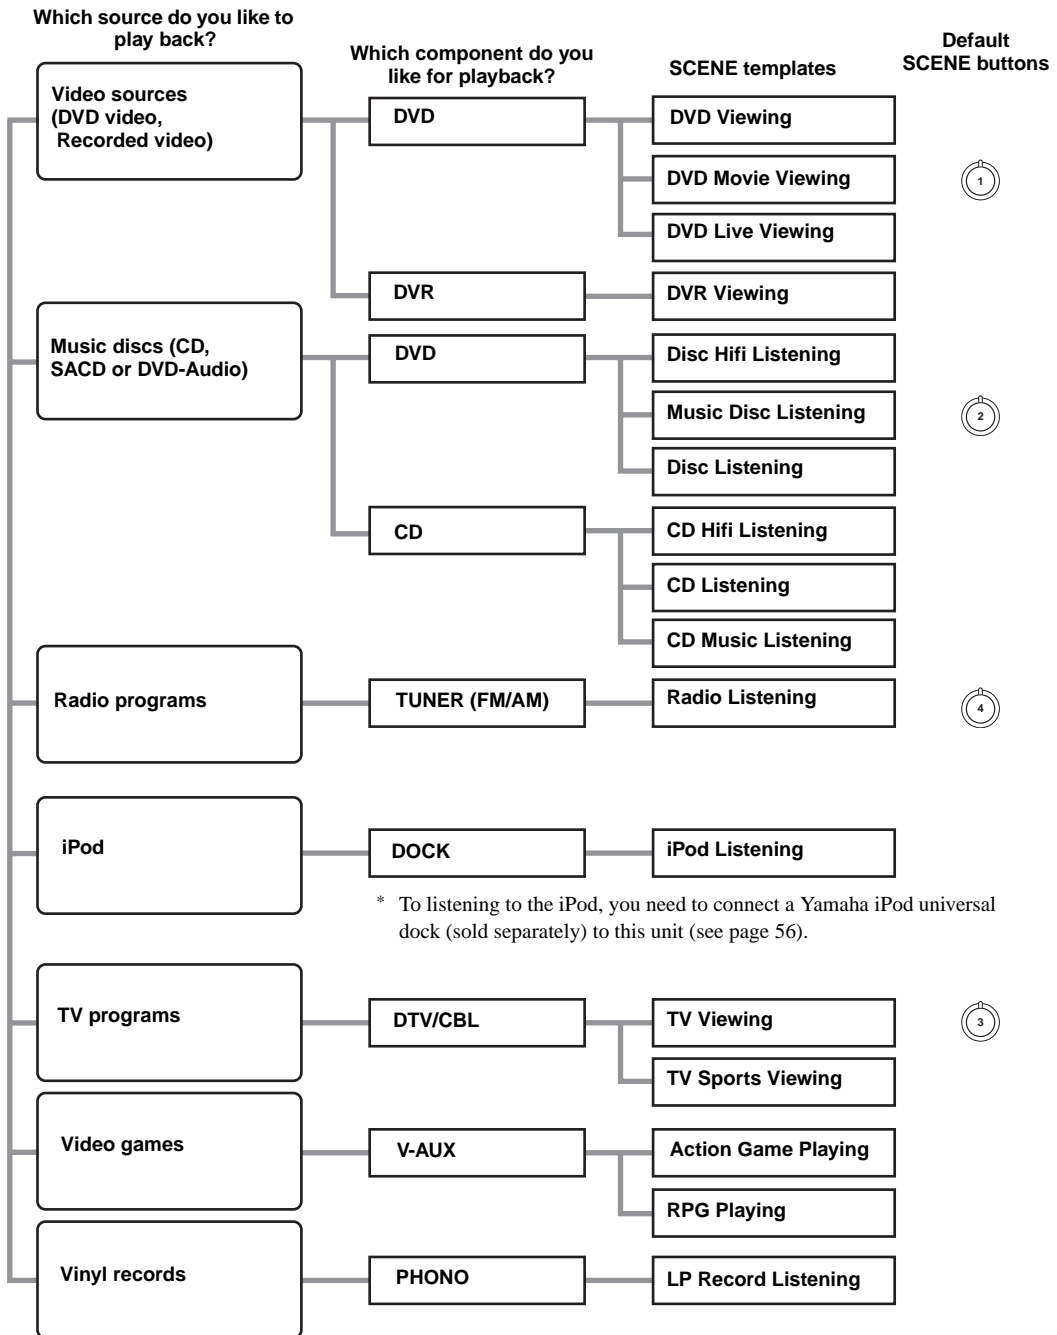 Which source do you like to
play back?
Which component do you
like for playback?
SCENE templates
Default
SCENE buttons
Video sources
(DVD video,
Recorded video)
DVD
DVD Viewing
DVD Movie Viewing
1
DVD Live Viewing
DVR
DVR Viewing
Music discs (CD,
SACD or DVD-Audio)
DVD
Disc Hifi Listening
Music Disc Listening
2
Disc Listening
CD
CD Hifi Listening
CD Listening
CD Music Listening
Radio programs
TUNER (FM/AM)
Radio Listening
4
iPod
DOCK
iPod Listening
* To listening to the iPod, you need to connect a Yamaha iPod universal
dock (sold separately) to this unit (see page 56).
TV programs
DTV/CBL
TV Viewing
3
TV Sports Viewing
Video games
V-AUX
Action Game Playing
RPG Playing
Vinyl records
PHONO
LP Record Listening